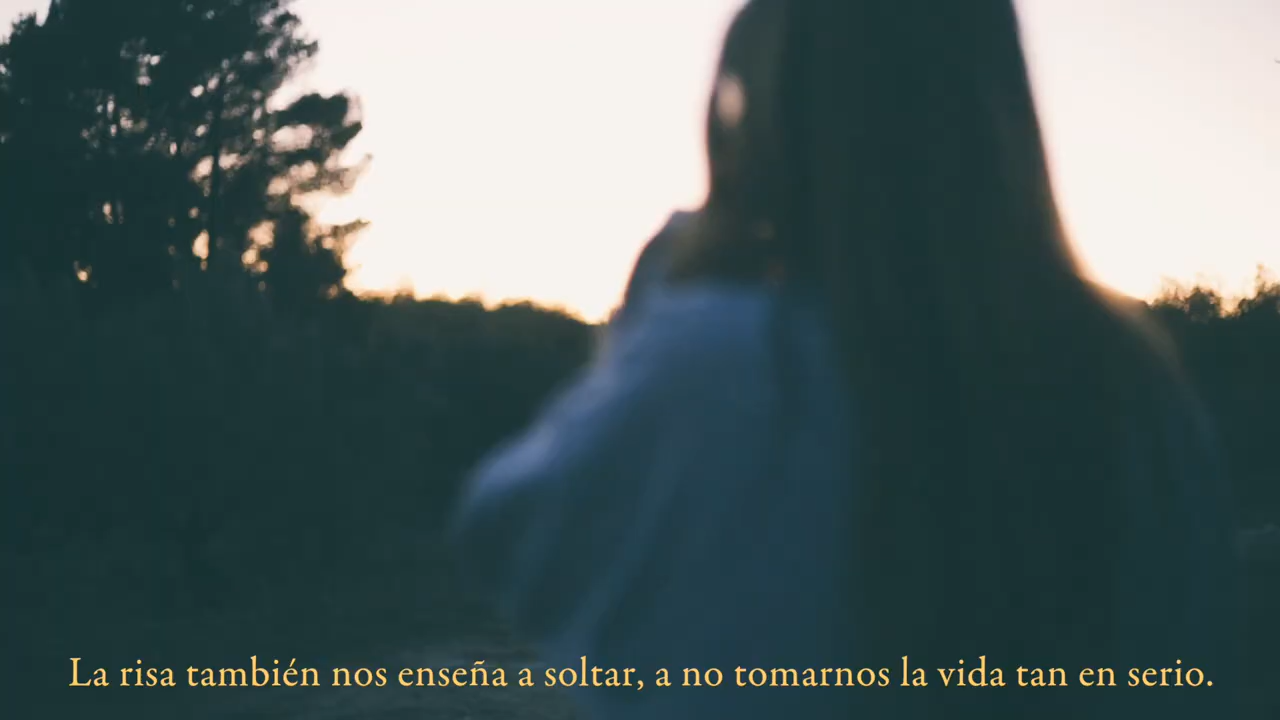 La risa también nos enseña a soltar, a no tomarnos la vida tan en serio.